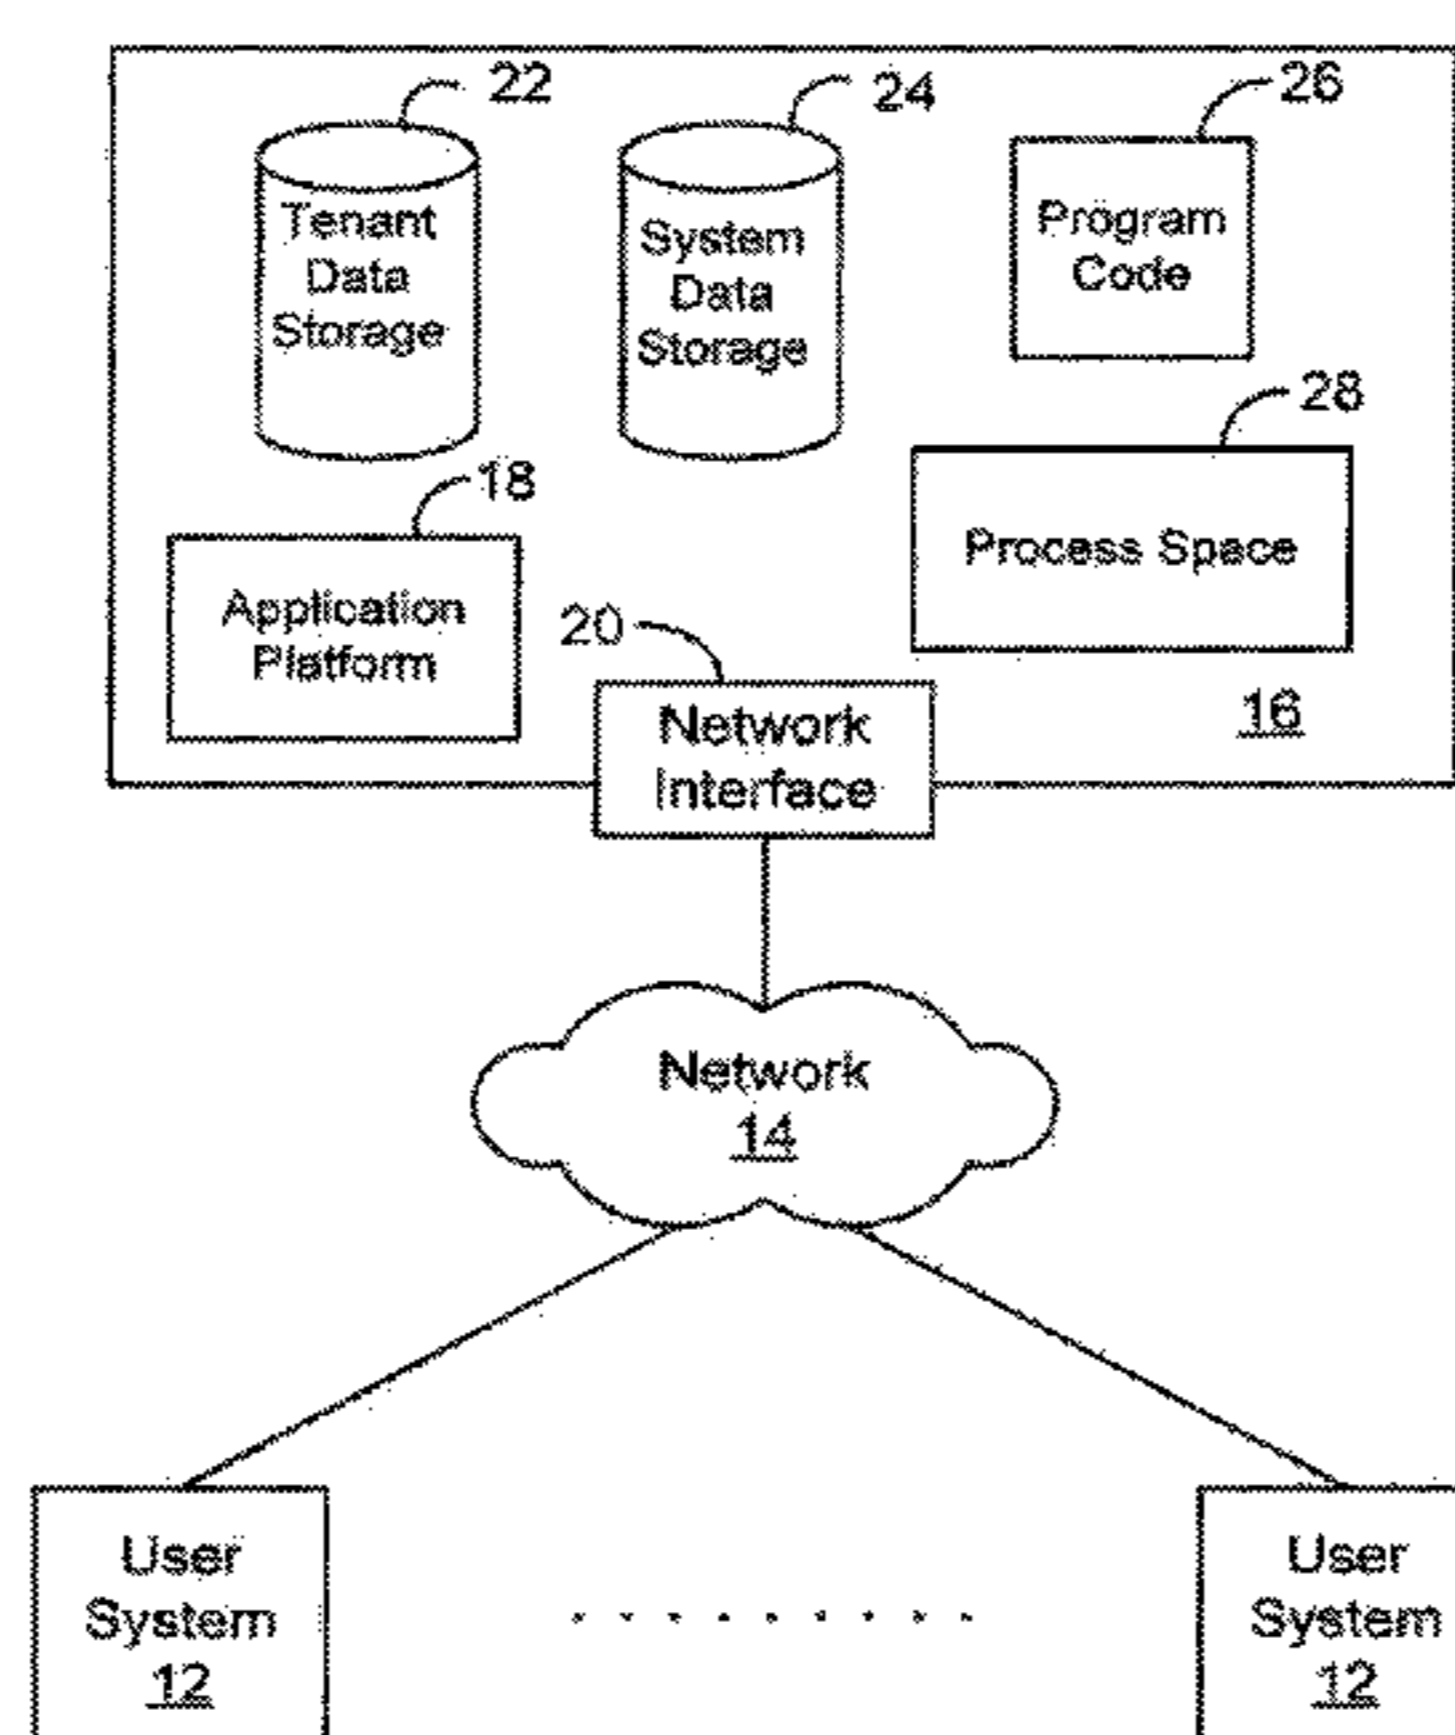 22
24
26
Tenant
Data
Storage
System
Data
Storage
Program
Code
28
18
Process Space
Application
Platform
20
16
Network
Interface
Network
14
User
System
12
User
System
12